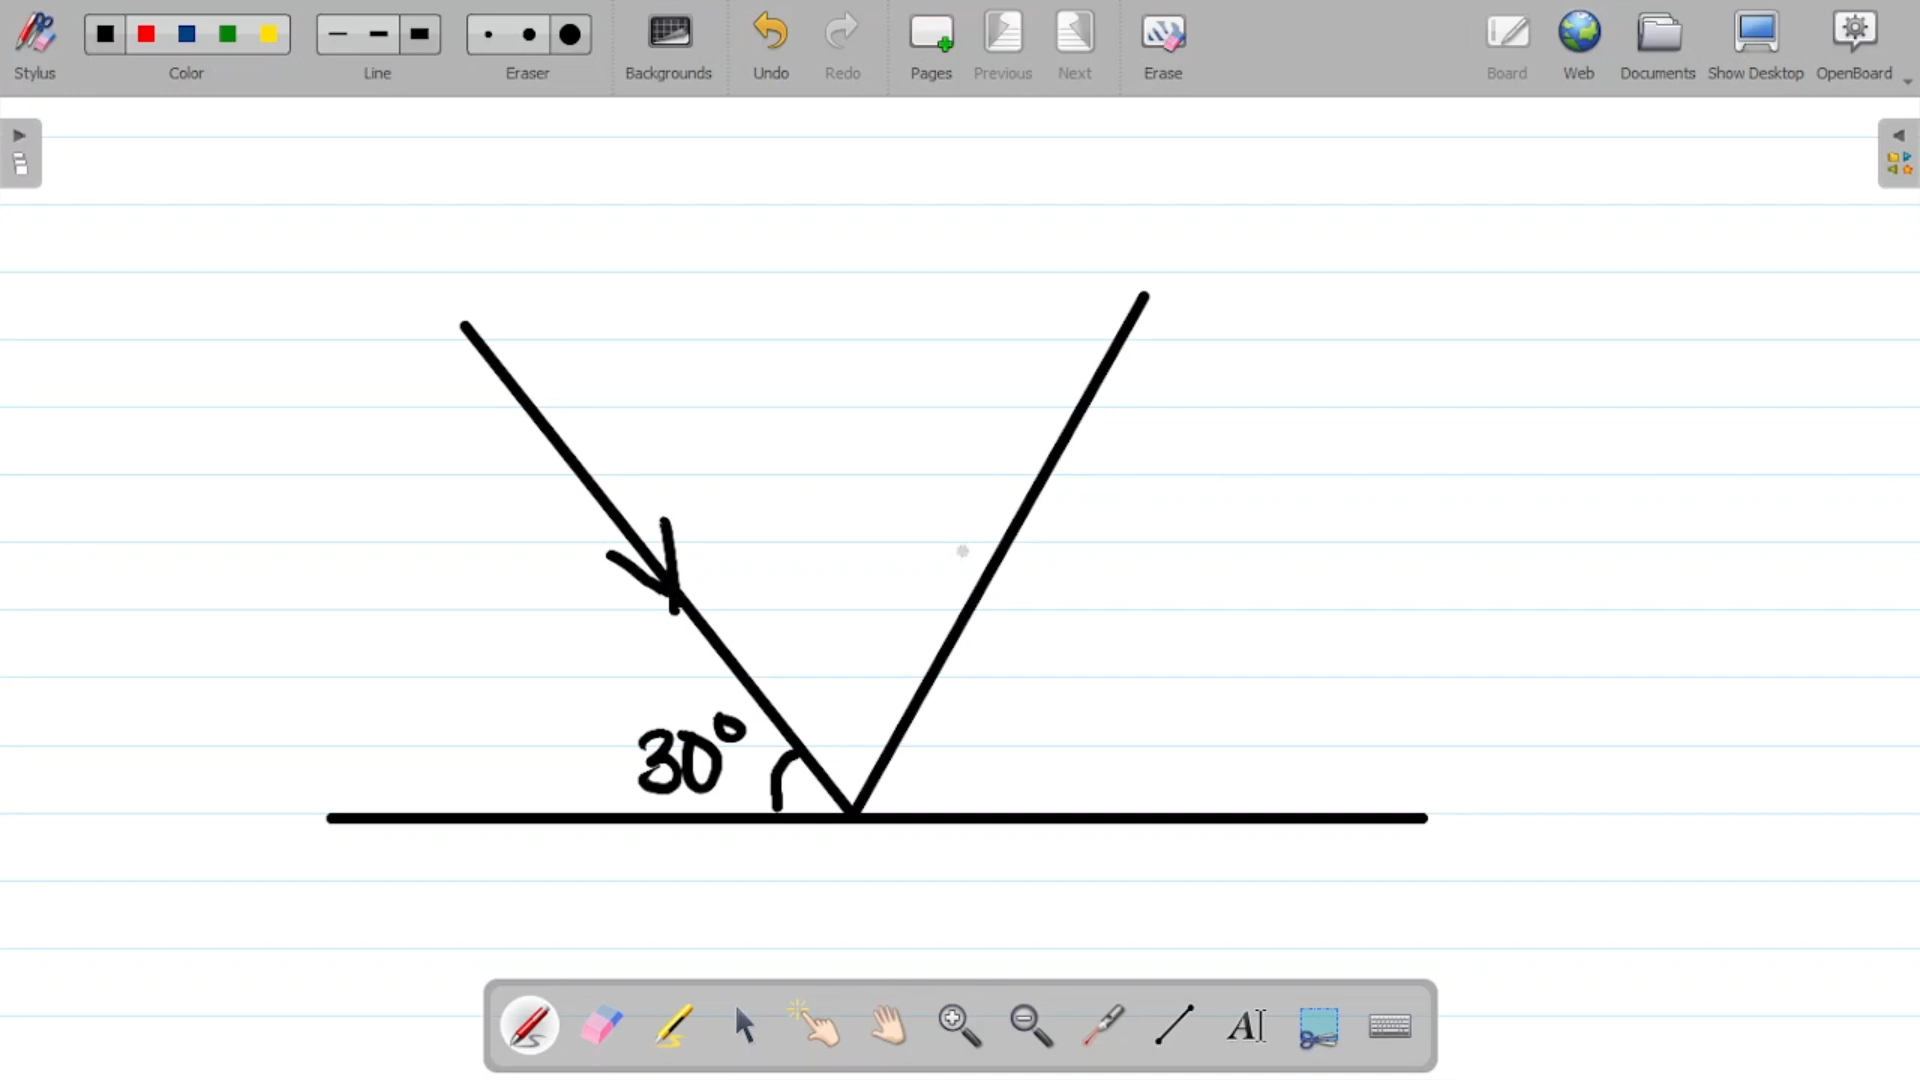 Stylus
Color
Line
Eraser
Backgrounds
Undo
Redo
Pages
Previous
Next
Erase
Board
Web
Documents
Show Desktop
OpenBoard
30°